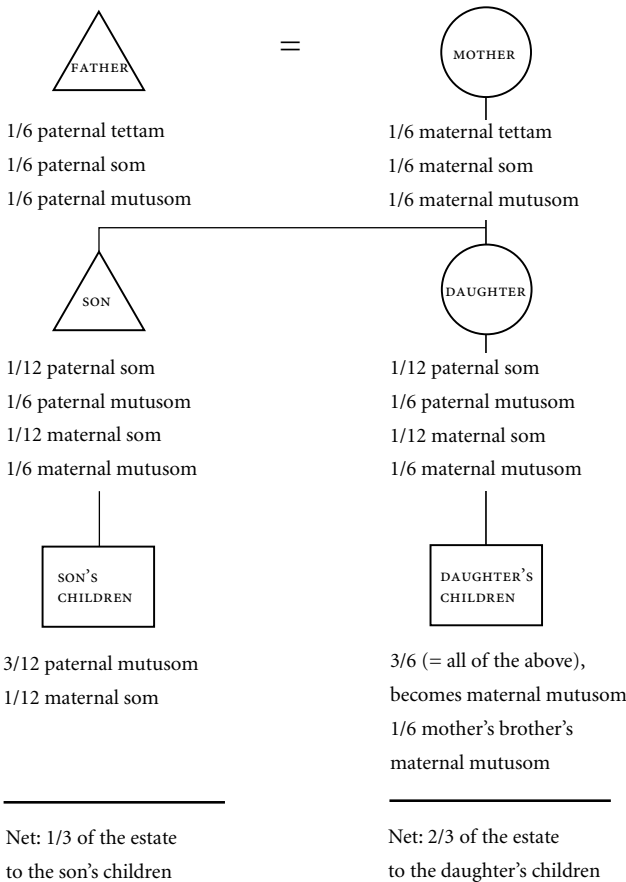 FATHER
=
MOTHER
1/6 paternal tettam
1/6 paternal som
1/6 paternal mutusom
1/6 maternal tettam
1/6 maternal som
1/6 maternal mutusom
SON
DAUGHTER
1/12 paternal som
1/6 paternal mutusom
1/12 maternal som
1/6 maternal mutusom
1/12 paternal som
1/6 paternal mutusom
1/12 maternal som
1/6 maternal mutusom
SON’S
CHILDREN
DAUGHTER’S
CHILDREN
3/12 paternal mutusom
1/12 maternal som
3/6 (= all of the above),
becomes maternal mutusom
1/6 mother’s brother’s
maternal mutusom
Net: 1/3 of the estate
to the son’s children
Net: 2/3 of the estate
to the daughter’s children